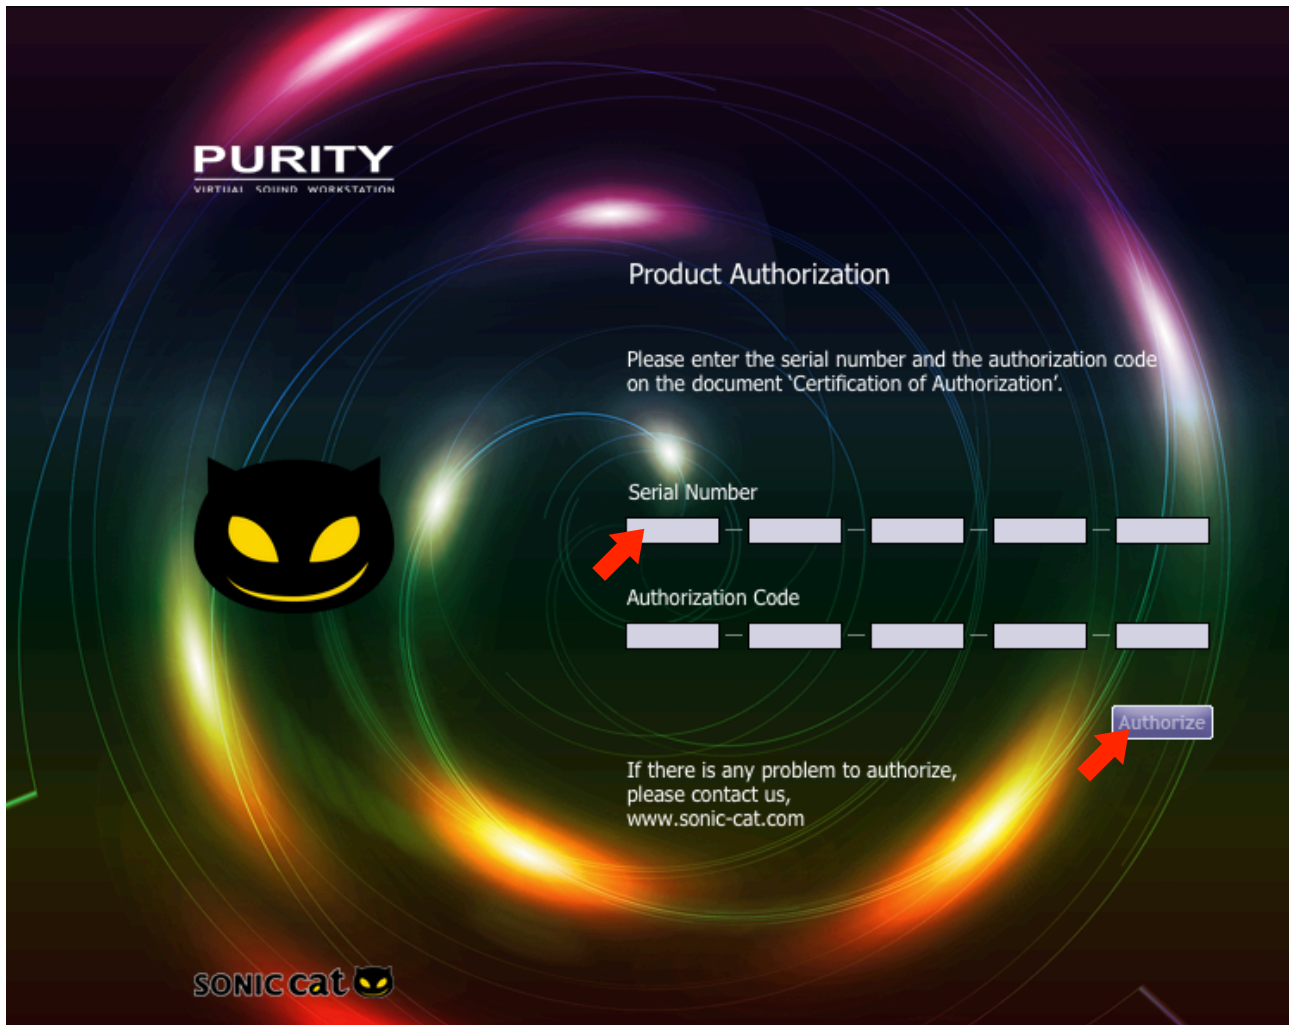 PURITY
VIRTUAL SOUND WORKSTATION
Product Authorization
Please enter the serial number and the authorization code
on the document ‘Certification of Authorization’.
Serial Number
Authorization Code
Authorize
If there is any problem to authorize,
please contact us,
www.sonic-cat.com
SONIC cat